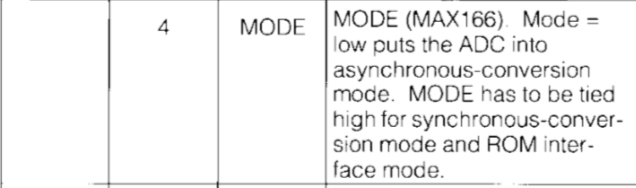 4 MODE MODE (MAX166). Mode =
low puts the ADC into
asynchronous-conversion
mode. MODE has to be tied
high for synchronous-conver-
sion mode and ROM inter-
face mode.